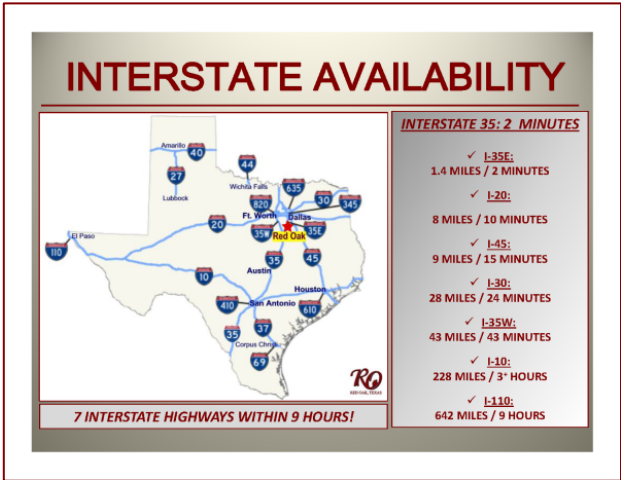 INTERSTATE AVAILABILITY
Amarillo
40
27
Lubbock
44
Wichita Falls
635
30
345
820
Ft. Worth
Dallas
20
35W
35E
Red Oak
El Paso
110
35
45
10
Austin
Houston
410
San Antonio
610
35
37
Corpus Christi
69
RO
RED OAK, TEXAS
7 INTERSTATE HIGHWAYS WITHIN 9 HOURS!
INTERSTATE 35: 2 MINUTES
✓ I-35E:
1.4 MILES / 2 MINUTES
✓ I-20:
8 MILES / 10 MINUTES
✓ I-45:
9 MILES / 15 MINUTES
✓ I-30:
28 MILES / 24 MINUTES
✓ I-35W:
43 MILES / 43 MINUTES
✓ I-10:
228 MILES / 3⁺ HOURS
✓ I-110:
642 MILES / 9 HOURS